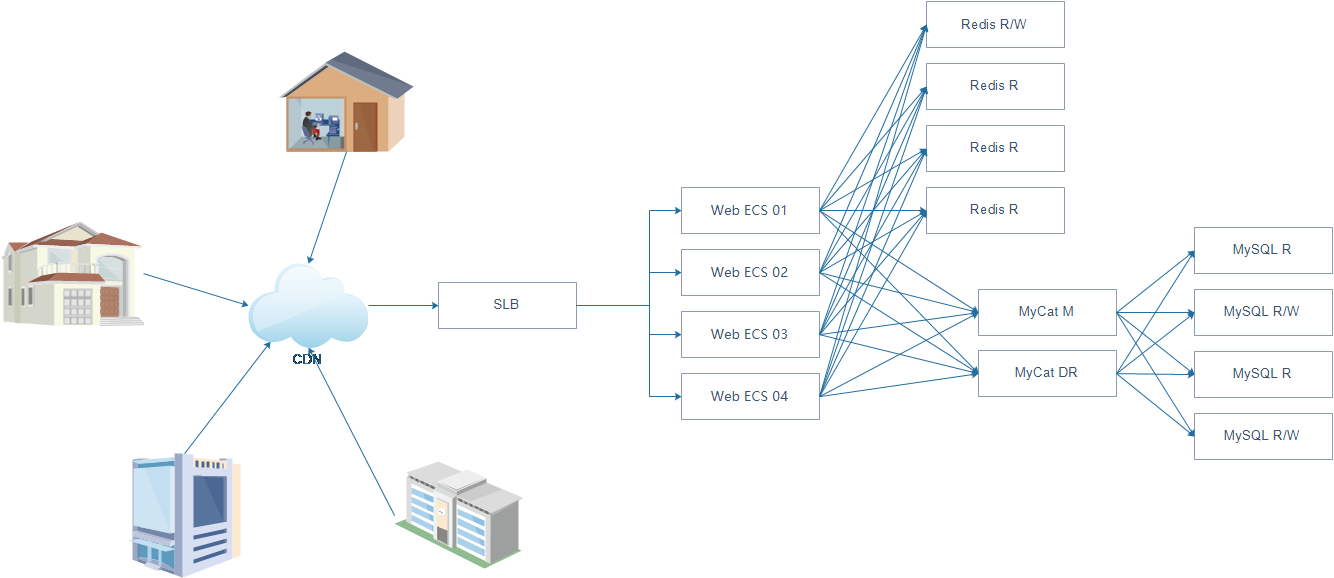 Redis R/W
Redis R
Redis R
Redis R
Web ECS 01
Web ECS 02
Web ECS 03
Web ECS 04
SLB
CDN
MyCat M
MyCat DR
MySQL R
MySQL R/W
MySQL R
MySQL R/W